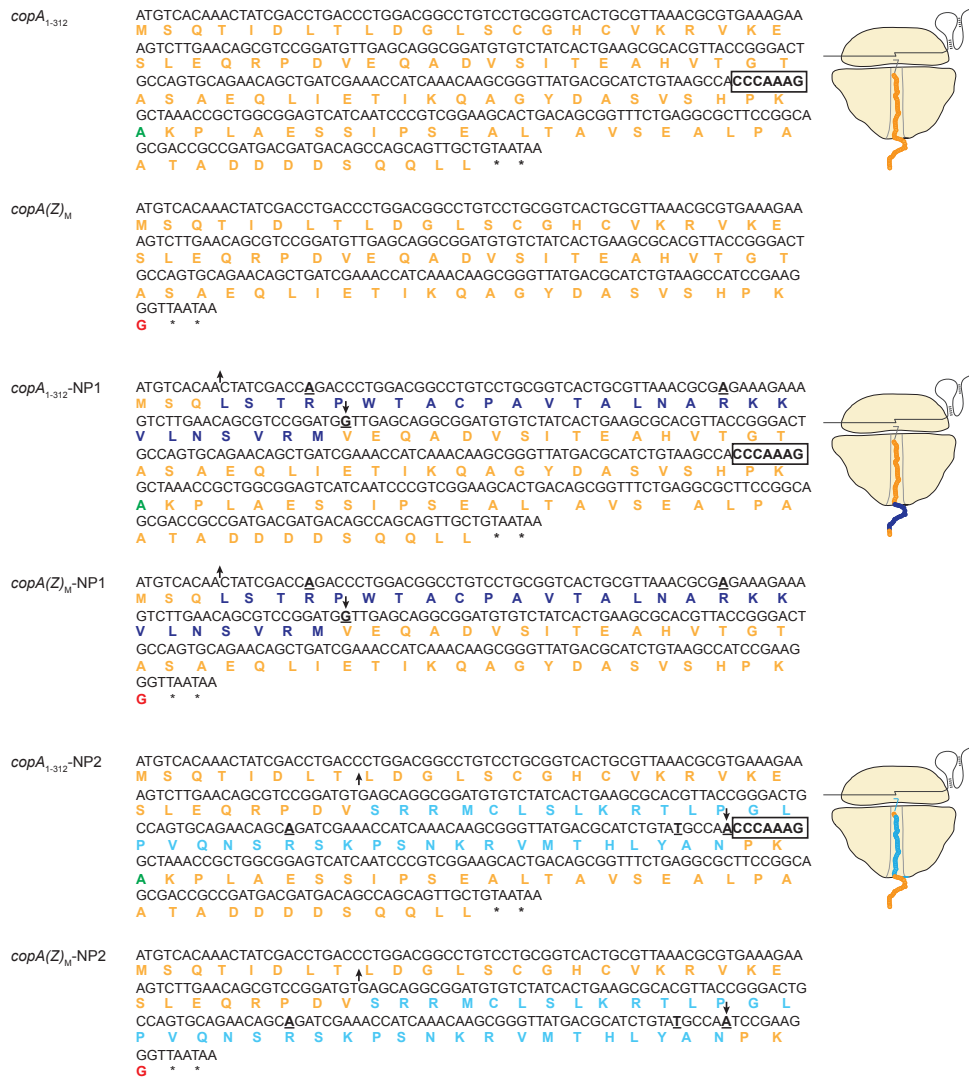 copA1-312 ATGTCACAAACTATCGACCTGACCCTGGACGGCCTGTCCTGCGGTCACTGCGTTAAACGCGTGAAAGAA
M S Q T I D L T L D G L S C G H C V K R V K E
AGTCTTGAACAGCGTCCGGATGTTGAGCAGGCGGATGTGTCTATCACTGAAGCGCACGTTACCGGGACT
S L E Q R P D V E Q A D V S I T E A H V T G T
GCCAGTGCAGAACAGCTGATCGAAACCATCAAACAAGCGGGTTATGACGCATCTGTAAGCCACCCAAAG
A S A E Q L I E T I K Q A G Y D A S V S H P K
GCTAAACCGCTGGCGGAGTCATCAATCCCGTCGGAAGCACTGACAGCGGTTTCTGAGGCGCTTCCGGCA
A K P L A E S S I P S E A L T A V S E A L P A
GCGACCGCCGATGACGATGACAGCCAGCAGTTGCTGTAATAA
A T A D D D D S Q Q L L * *
copA(Z)M ATGTCACAAACTATCGACCTGACCCTGGACGGCCTGTCCTGCGGTCACTGCGTTAAACGCGTGAAAGAA
M S Q T I D L T L D G L S C G H C V K R V K E
AGTCTTGAACAGCGTCCGGATGTTGAGCAGGCGGATGTGTCTATCACTGAAGCGCACGTTACCGGGACT
S L E Q R P D V E Q A D V S I T E A H V T G T
GCCAGTGCAGAACAGCTGATCGAAACCATCAAACAAGCGGGTTATGACGCATCTGTAAGCCATCCGAAG
A S A E Q L I E T I K Q A G Y D A S V S H P K
GGTTAATAA
G * *
copA1-312-NP1 ATGTCACAACTATCGACCAGACCCTGGACGGCCTGTCCTGCGGTCACTGCGTTAAACGCGAGAAAGAAA
M S Q L S T R P W T A C P A V T A L N A R K K
GTCTTGAACAGCGTCCGGATGGTTGAGCAGGCGGATGTGTCTATCACTGAAGCGCACGTTACCGGGACT
V L N S V R M V E Q A D V S I T E A H V T G T
GCCAGTGCAGAACAGCTGATCGAAACCATCAAACAAGCGGGTTATGACGCATCTGTAAGCCACCCAAAG
A S A E Q L I E T I K Q A G Y D A S V S H P K
GCTAAACCGCTGGCGGAGTCATCAATCCCGTCGGAAGCACTGACAGCGGTTTCTGAGGCGCTTCCGGCA
A K P L A E S S I P S E A L T A V S E A L P A
GCGACCGCCGATGACGATGACAGCCAGCAGTTGCTGTAATAA
A T A D D D D S Q Q L L * *
copA(Z)M-NP1 ATGTCACAACTATCGACCAGACCCTGGACGGCCTGTCCTGCGGTCACTGCGTTAAACGCGAGAAAGAAA
M S Q L S T R P W T A C P A V T A L N A R K K
GTCTTGAACAGCGTCCGGATGGTTGAGCAGGCGGATGTGTCTATCACTGAAGCGCACGTTACCGGGACT
V L N S V R M V E Q A D V S I T E A H V T G T
GCCAGTGCAGAACAGCTGATCGAAACCATCAAACAAGCGGGTTATGACGCATCTGTAAGCCATCCGAAG
A S A E Q L I E T I K Q A G Y D A S V S H P K
GGTTAATAA
G * *
copA1-312-NP2 ATGTCACAAACTATCGACCTGACCCTGGACGGCCTGTCCTGCGGTCACTGCGTTAAACGCGTGAAAGAA
M S Q T I D L T L D G L S C G H C V K R V K E
AGTCTTGAACAGCGTCCGGATGTGAGCAGGCGGATGTGTCTATCACTGAAGCGCACGTTACCGGGACTG
S L E Q R P D V S R R M C L S L K R T L P G L
CCAGTGCAGAACAGCAGATCGAAACCATCAAACAAGCGGGTTATGACGCATCTGTATGCCAACCCAAAG
P V Q N S R S K P S N K R V M T H L Y A N P K
GCTAAACCGCTGGCGGAGTCATCAATCCCGTCGGAAGCACTGACAGCGGTTTCTGAGGCGCTTCCGGCA
A K P L A E S S I P S E A L T A V S E A L P A
GCGACCGCCGATGACGATGACAGCCAGCAGTTGCTGTAATAA
A T A D D D D S Q Q L L * *
copA(Z)M-NP2 ATGTCACAAACTATCGACCTGACCCTGGACGGCCTGTCCTGCGGTCACTGCGTTAAACGCGTGAAAGAA
M S Q T I D L T L D G L S C G H C V K R V K E
AGTCTTGAACAGCGTCCGGATGTGAGCAGGCGGATGTGTCTATCACTGAAGCGCACGTTACCGGGACTG
S L E Q R P D V S R R M C L S L K R T L P G L
CCAGTGCAGAACAGCAGATCGAAACCATCAAACAAGCGGGTTATGACGCATCTGTATGCCAATCCGAAG
P V Q N S R S K P S N K R V M T H L Y A N P K
GGTTAATAA
G * *